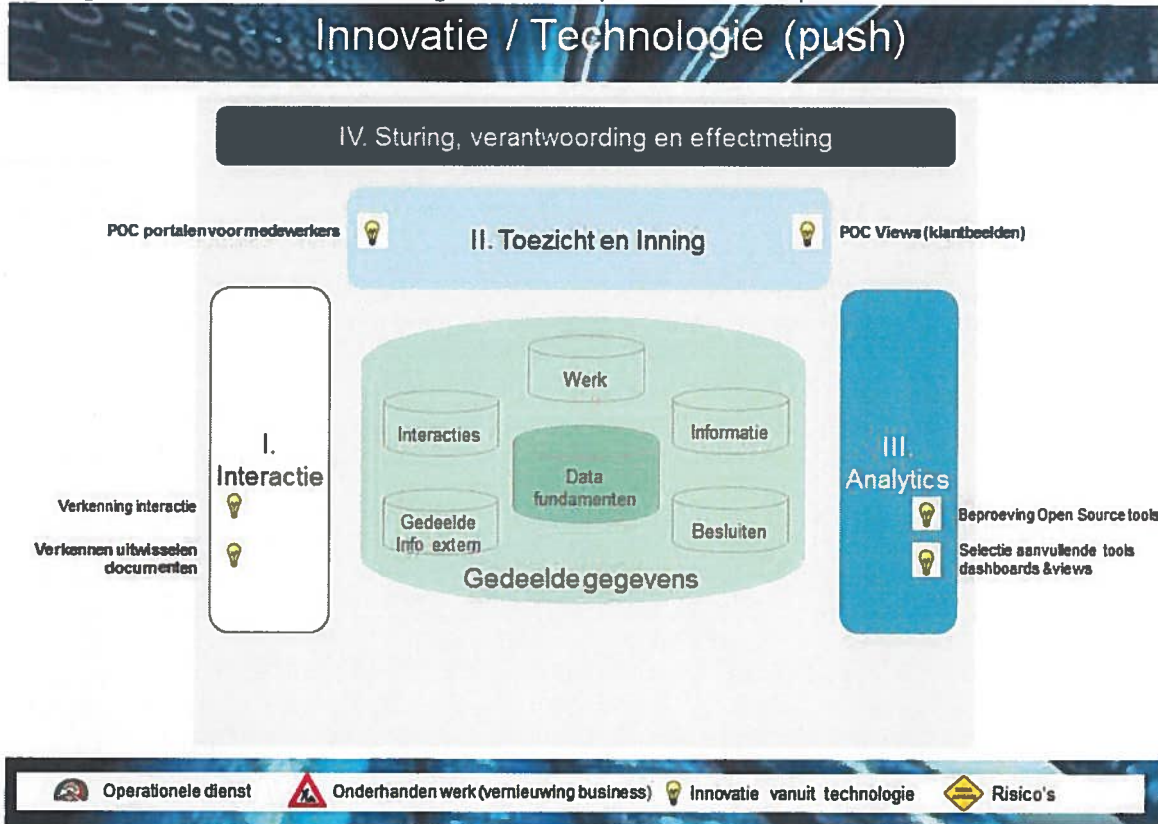 Innovatie / Technologie (push)
IV. Sturing, verantwoording en effectmeting
POC portalen voor medewerkers
II. Toezicht en Inning
POC Views (klantbeelden)
Werk
Interacties
Informatie
I.
Interactie
Data
fundamenten
III.
Analytics
Verkenning interactie
Gedeelde
Info extern
Besluiten
Beproeving Open Source tools
Verkennen uitwisselen
documenten
Selectie aanvullende tools
dashboards & views
Gedeelde gegevens
Operationele dienst
Onderhanden werk (vernieuwing business)
Innovatie vanuit technologie
Risico's